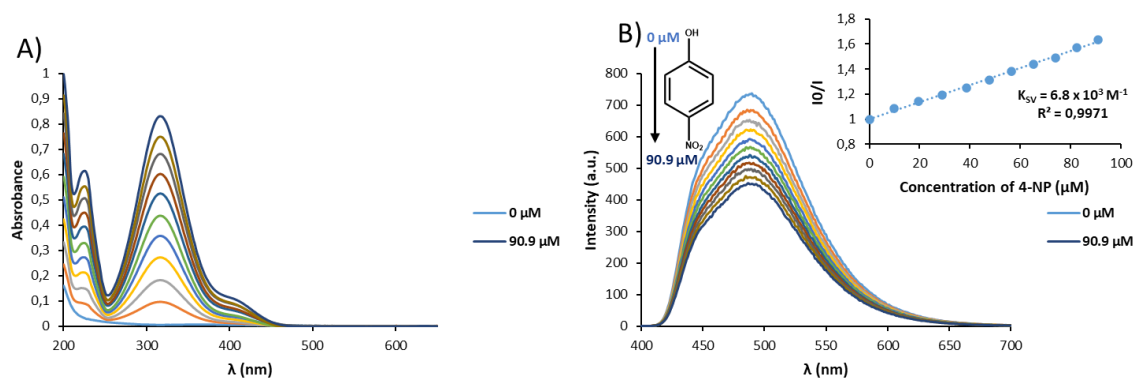 A)
1
0,9
0,8
0,7
0,6
0,5
0,4
0,3
0,2
0,1
0
Absorbance
200
300
400
500
600
λ (nm)
0 µM
90.9 µM
B)
0 µM
OH
NO₂
90.9 µM
800
700
600
500
400
300
200
100
0
Intensity (a.u.)
400
450
500
550
600
650
700
λ (nm)
1,8
1,6
1,4
1,2
1
0,8
I0/I
K_SV = 6.8 x 10³ M⁻¹
R² = 0,9971
0
20
40
60
80
100
Concentration of 4-NP (µM)
0 µM
90.9 µM